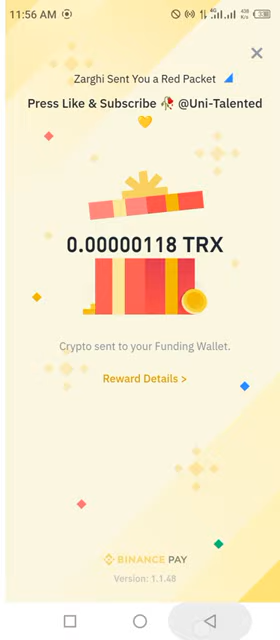 11:56 AM
Zarghi Sent You a Red Packet
Press Like & Subscribe 🥀 @Uni-Talented
💛
0.00000118 TRX
Crypto sent to your Funding Wallet.
Reward Details >
BINANCE PAY
Version: 1.1.48